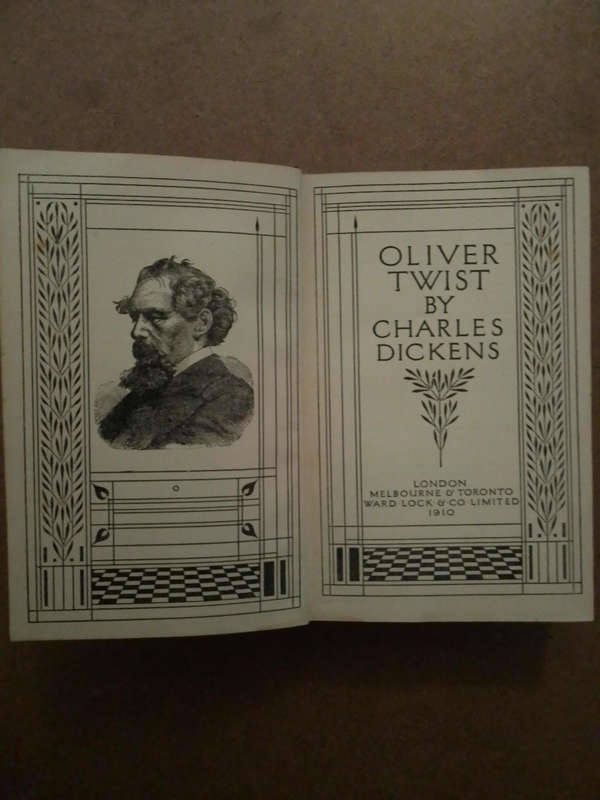 OLIVER
TWIST
BY
CHARLES
DICKENS
LONDON
MELBOURNE & TORONTO
WARD·LOCK & CO LIMITED
1910